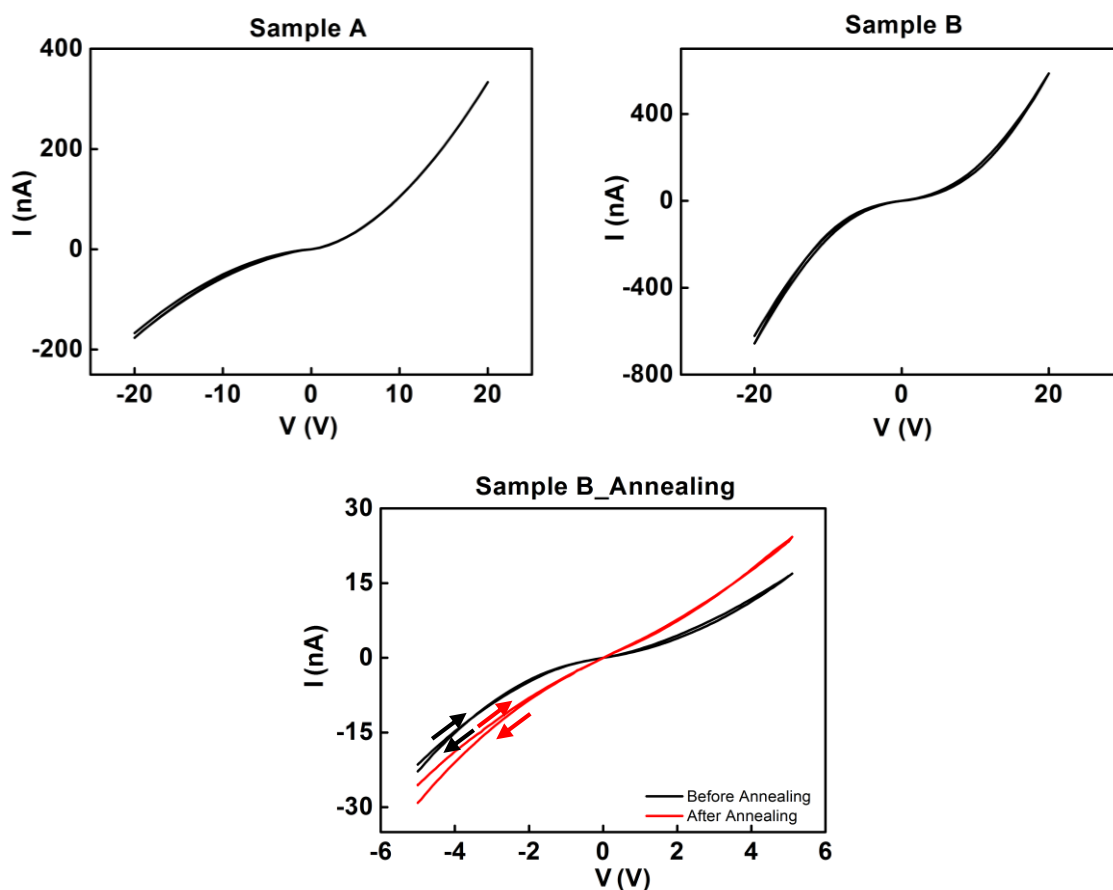 Sample A
400
200
0
-200
I (nA)
-20 -10 0 10 20
V (V)
Sample B
400
0
-400
-800
I (nA)
-20 0 20
V (V)
Sample B_Annealing
30
15
0
-15
-30
I (nA)
Before Annealing
After Annealing
-6 -4 -2 0 2 4 6
V (V)